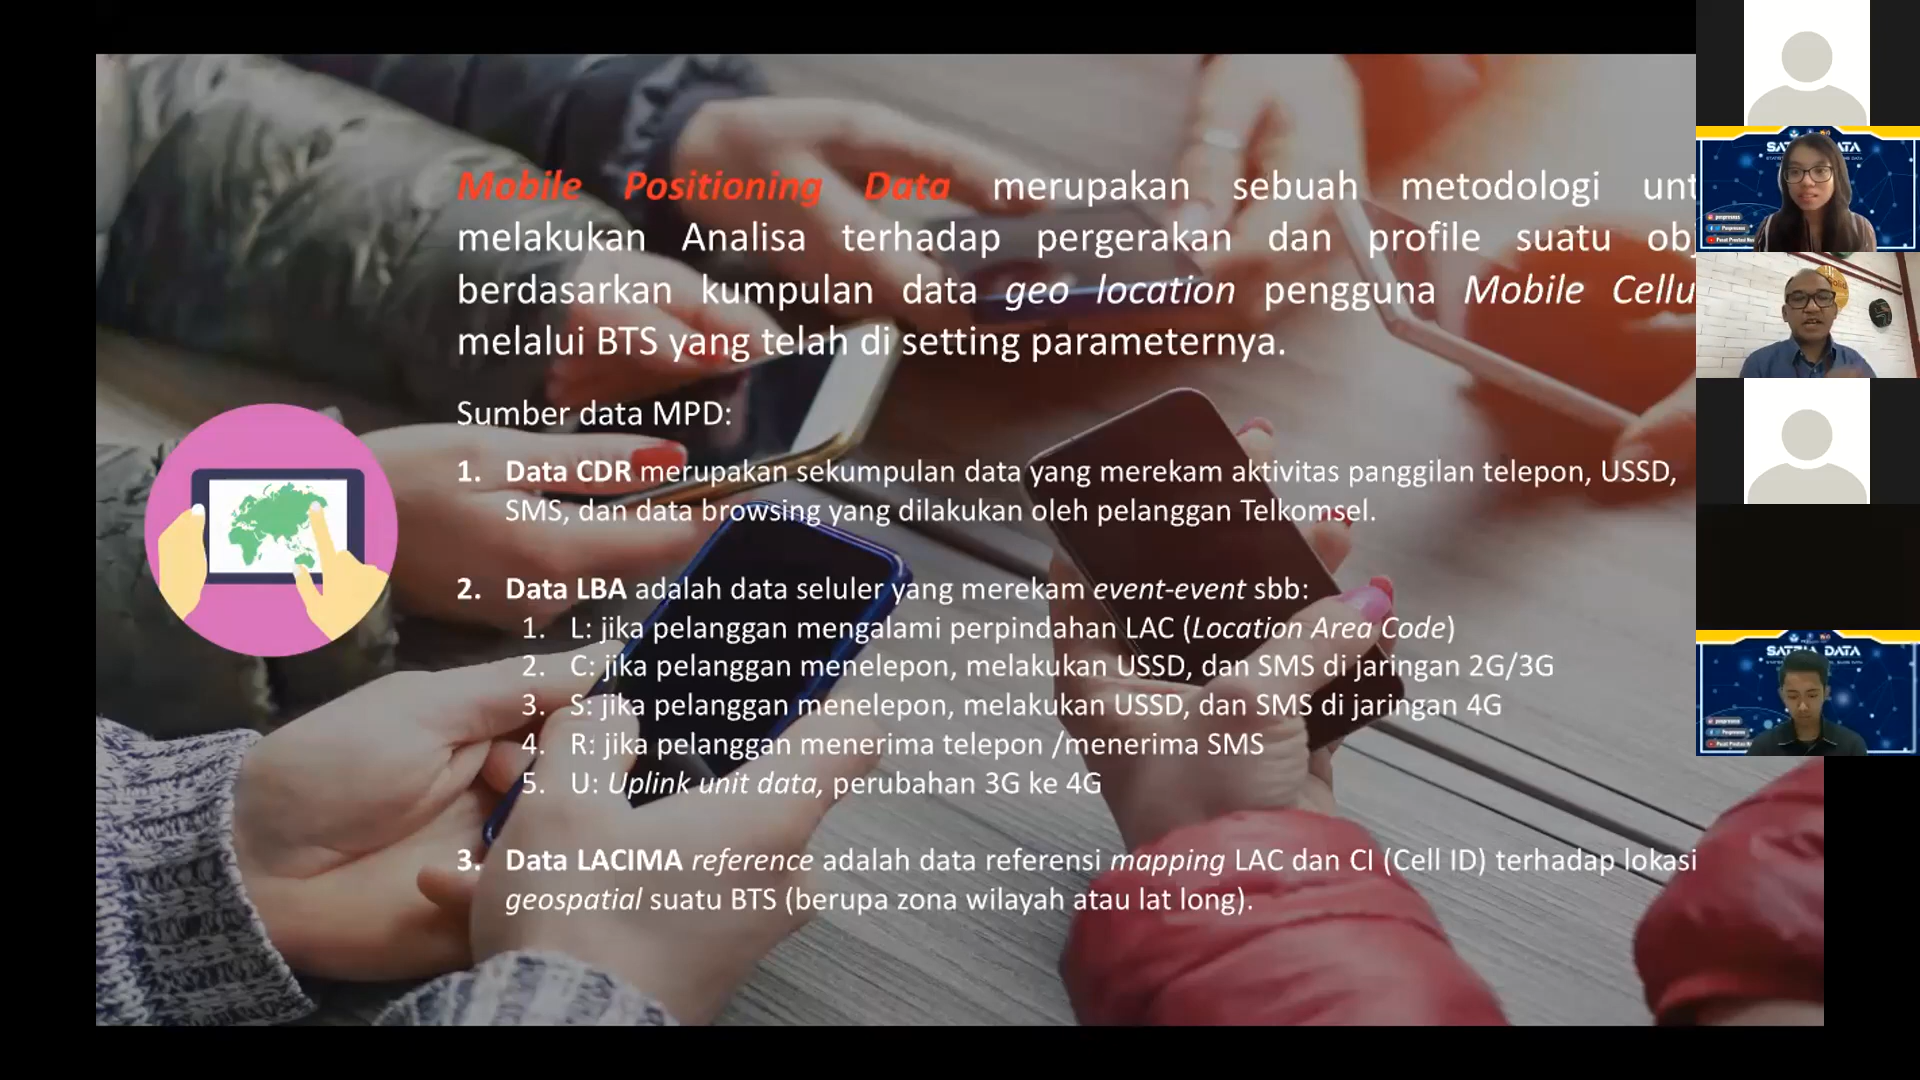 Mobile Positioning Data merupakan sebuah metodologi unt
melakukan Analisa terhadap pergerakan dan profile suatu obj
berdasarkan kumpulan data geo location pengguna Mobile Cellu
melalui BTS yang telah di setting parameternya.
Sumber data MPD:
1. Data CDR merupakan sekumpulan data yang merekam aktivitas panggilan telepon, USSD,
SMS, dan data browsing yang dilakukan oleh pelanggan Telkomsel.
2. Data LBA adalah data seluler yang merekam event-event sbb:
1. L: jika pelanggan mengalami perpindahan LAC (Location Area Code)
2. C: jika pelanggan menelepon, melakukan USSD, dan SMS di jaringan 2G/3G
3. S: jika pelanggan menelepon, melakukan USSD, dan SMS di jaringan 4G
4. R: jika pelanggan menerima telepon /menerima SMS
5. U: Uplink unit data, perubahan 3G ke 4G
3. Data LACIMA reference adalah data referensi mapping LAC dan CI (Cell ID) terhadap lokasi
geospatial suatu BTS (berupa zona wilayah atau lat long).